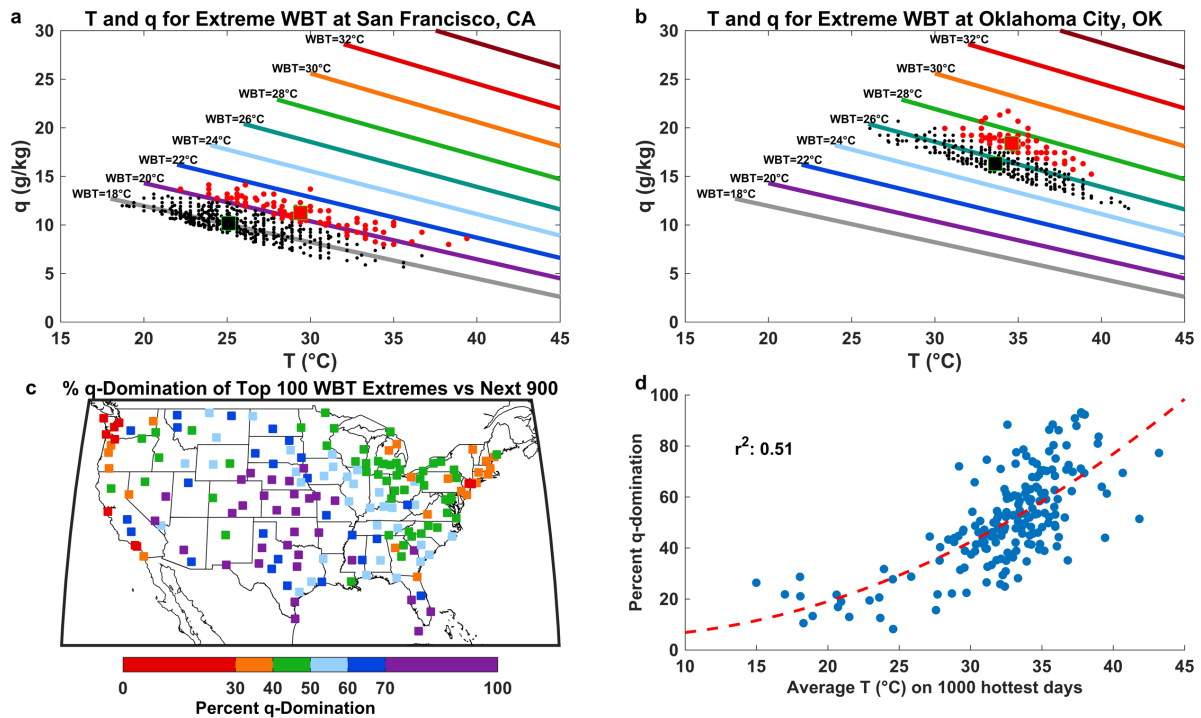 a
T and q for Extreme WBT at San Francisco, CA
30
25
20
15
10
5
0
q (g/kg)
WBT=32°C
WBT=30°C
WBT=28°C
WBT=26°C
WBT=24°C
WBT=22°C
WBT=20°C
WBT=18°C
15 20 25 30 35 40 45
T (°C)
b
T and q for Extreme WBT at Oklahoma City, OK
30
25
20
15
10
5
0
q (g/kg)
WBT=32°C
WBT=30°C
WBT=28°C
WBT=26°C
WBT=24°C
WBT=22°C
WBT=20°C
WBT=18°C
15 20 25 30 35 40 45
T (°C)
c
% q-Domination of Top 100 WBT Extremes vs Next 900
0 30 40 50 60 70 100
Percent q-Domination
d
100
80
60
40
20
0
Percent q-domination
r²: 0.51
10 15 20 25 30 35 40 45
Average T (°C) on 1000 hottest days